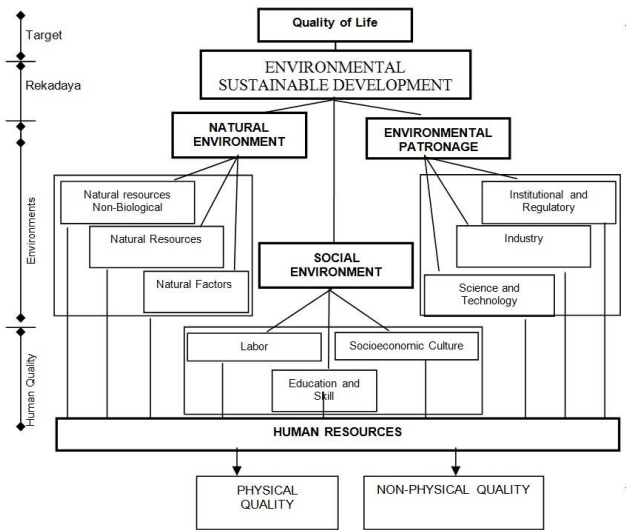 Quality of Life
Target
ENVIRONMENTAL
SUSTAINABLE DEVELOPMENT
Rekadaya
NATURAL
ENVIRONMENT
ENVIRONMENTAL
PATRONAGE
Environments
Natural resources
Non-Biological
Natural Resources
Natural Factors
Institutional and
Regulatory
Industry
Science and
Technology
SOCIAL
ENVIRONMENT
Human Quality
Labor
Socioeconomic Culture
Education and
Skill
HUMAN RESOURCES
PHYSICAL
QUALITY
NON-PHYSICAL QUALITY